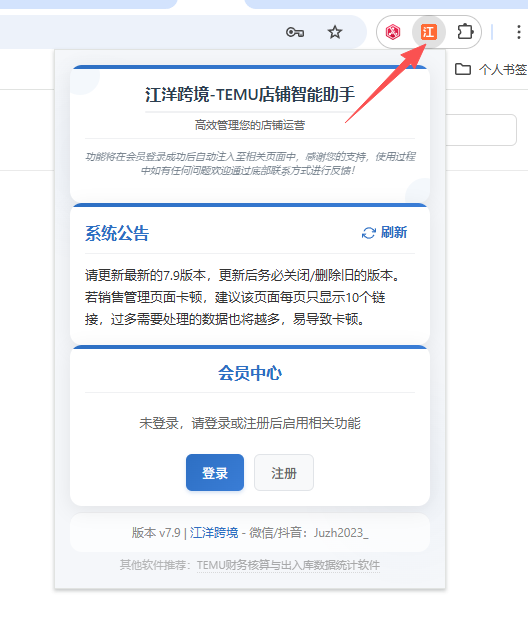 江
个人书签
江洋跨境-TEMU店铺智能助手
高效管理您的店铺运营
功能将在会员登录成功后自动注入至相关页面中，感谢您的支持，使用过程
中如有任何问题欢迎通过底部联系方式进行反馈！
系统公告
刷新
请更新最新的7.9版本，更新后务必关闭/删除旧的版本。
若销售管理页面卡顿，建议该页面每页只显示10个链
接，过多需要处理的数据也将越多，易导致卡顿。
会员中心
未登录，请登录或注册后启用相关功能
登录
注册
版本 v7.9 | 江洋跨境 - 微信/抖音：Juzh2023_
其他软件推荐：TEMU财务核算与出入库数据统计软件